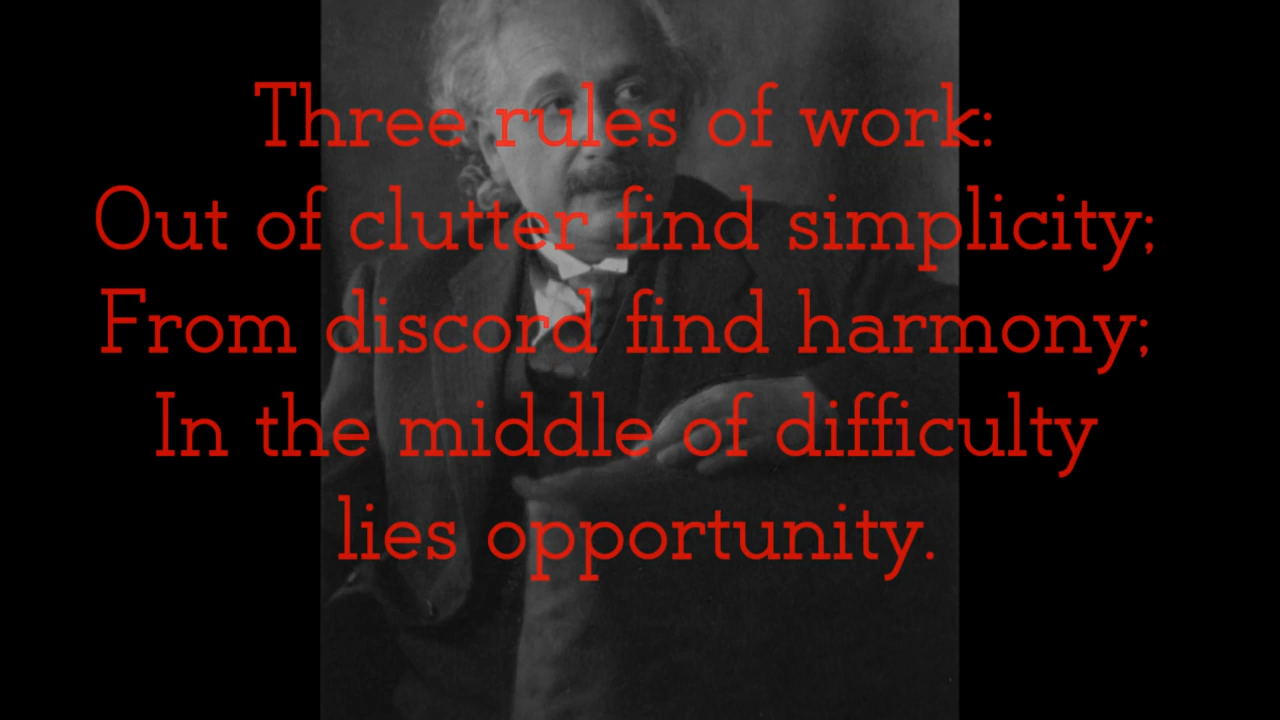 Three rules of work:
Out of clutter find simplicity;
From discord find harmony;
In the middle of difficulty
lies opportunity.